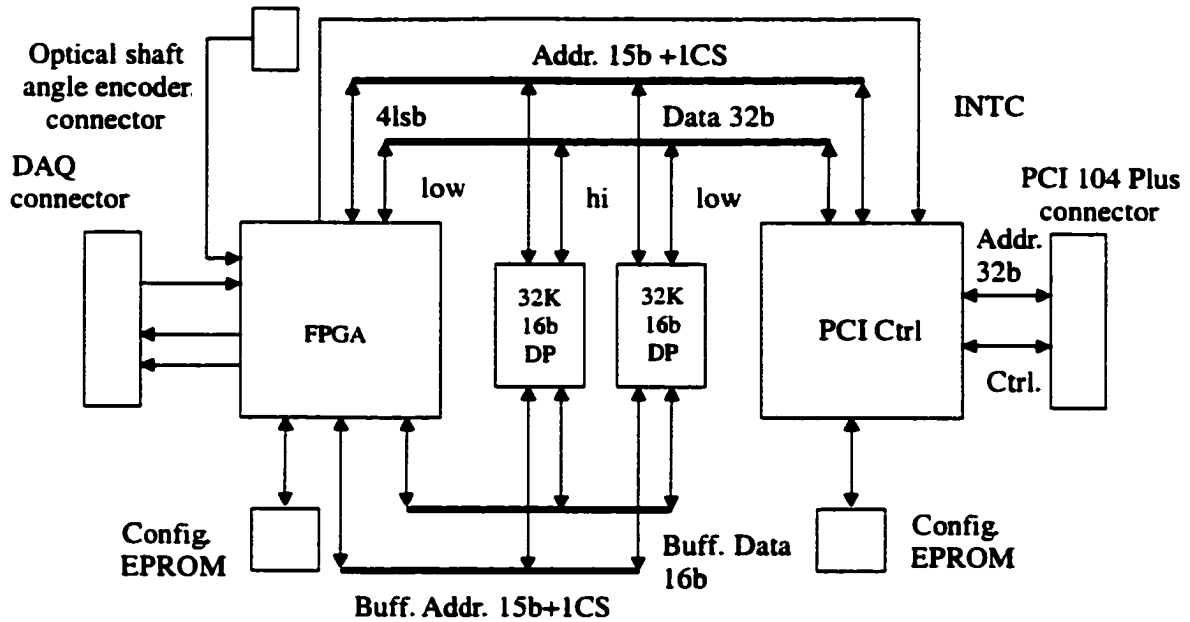 Optical shaft
angle encoder
connector
Addr. 15b +1CS
4lsb
Data 32b
INTC
DAQ
connector
low
hi
low
PCI 104 Plus
connector
Addr.
32b
FPGA
32K
16b
DP
32K
16b
DP
PCI Ctrl
Ctrl.
Config.
EPROM
Buff. Data
16b
Config.
EPROM
Buff. Addr. 15b+1CS